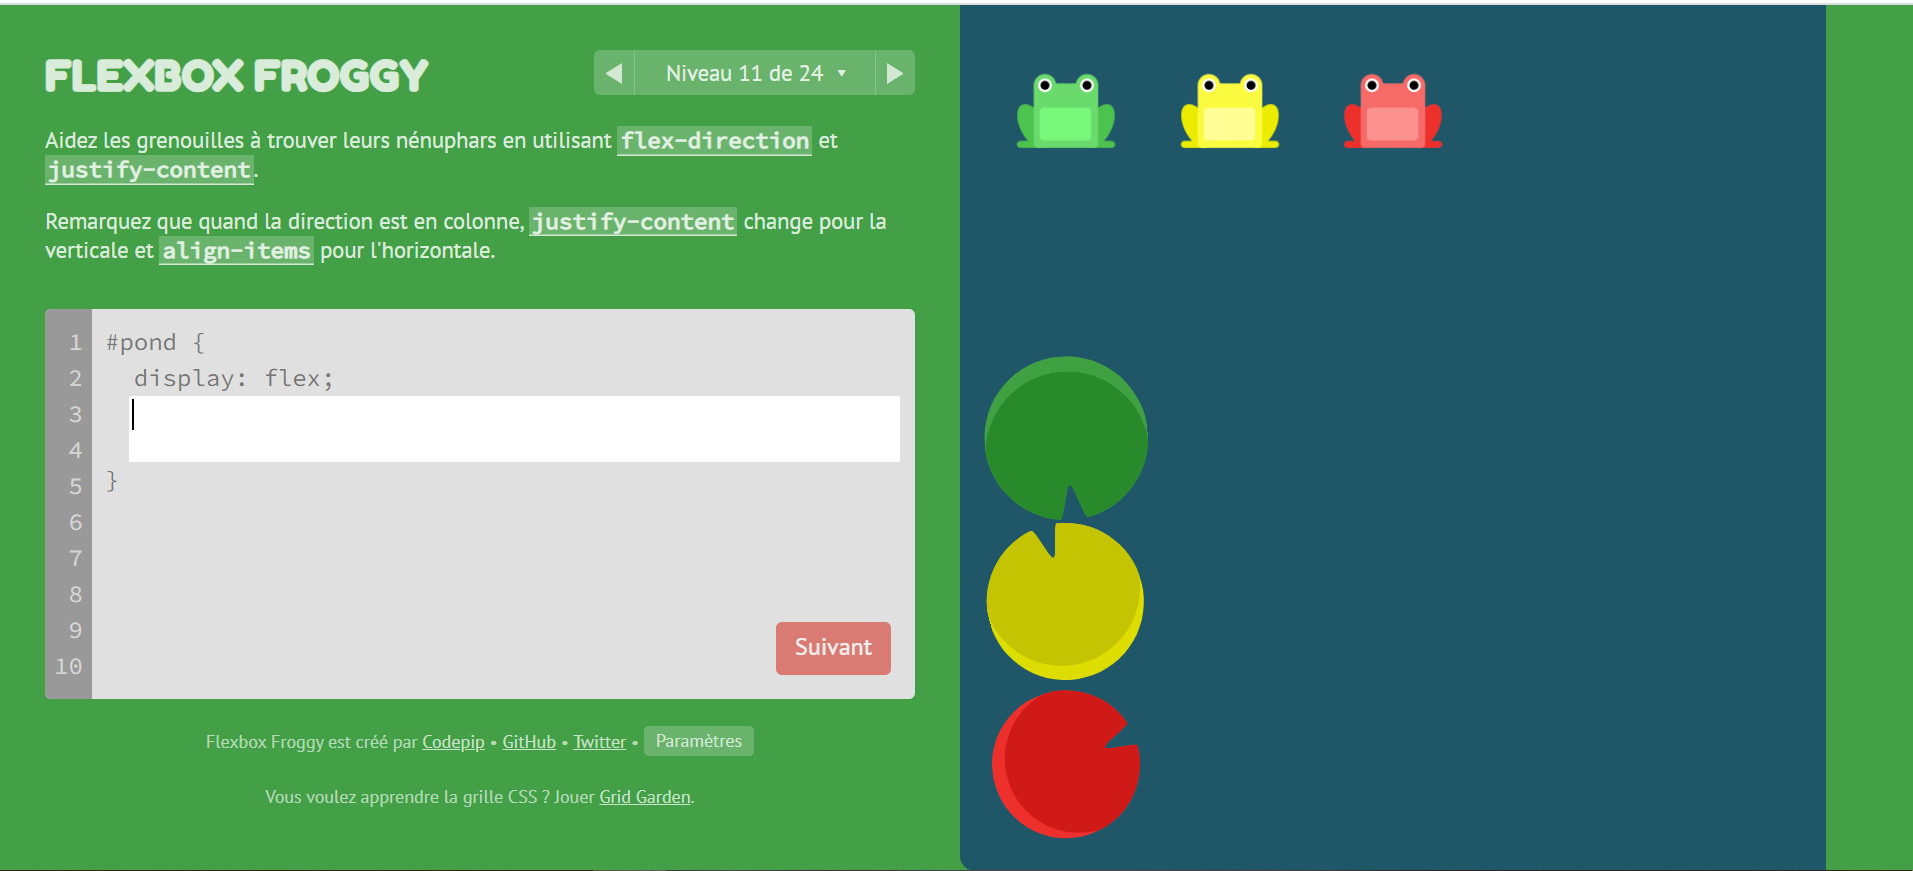 FLEXBOX FROGGY
Niveau 11 de 24
Aidez les grenouilles à trouver leurs nénuphars en utilisant flex-direction et
justify-content.
Remarquez que quand la direction est en colonne, justify-content change pour la
verticale et align-items pour l'horizontale.
1 #pond {
2 display: flex;
3
4
5 }
6
7
8
9
10
Suivant
Flexbox Froggy est créé par Codepip • GitHub • Twitter • Paramètres
Vous voulez apprendre la grille CSS ? Jouer Grid Garden.